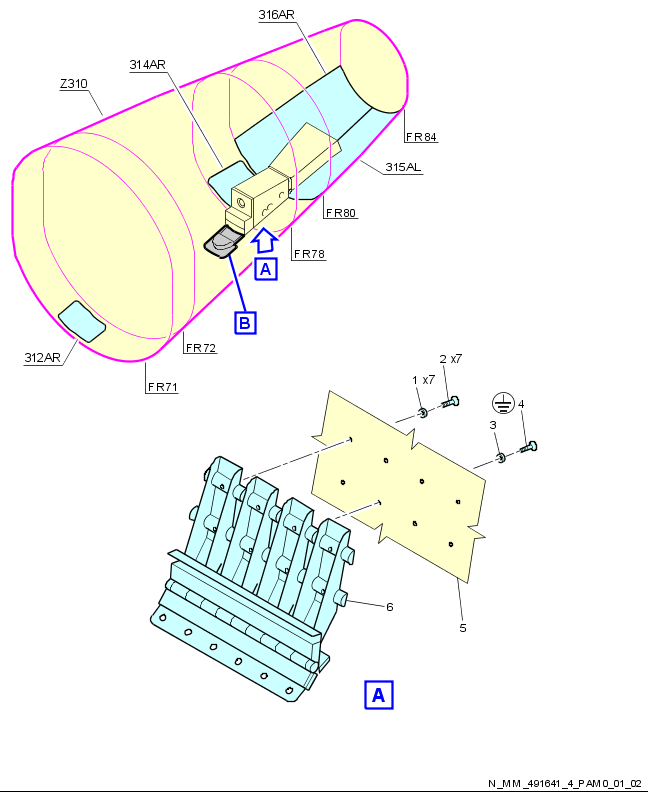 316AR
314AR
Z310
FR84
315AL
FR80
FR78
A
B
FR72
312AR
FR71
2 x7
1 x7
4
3
6
5
A
N_MM_491641_4_PAM0_01_02